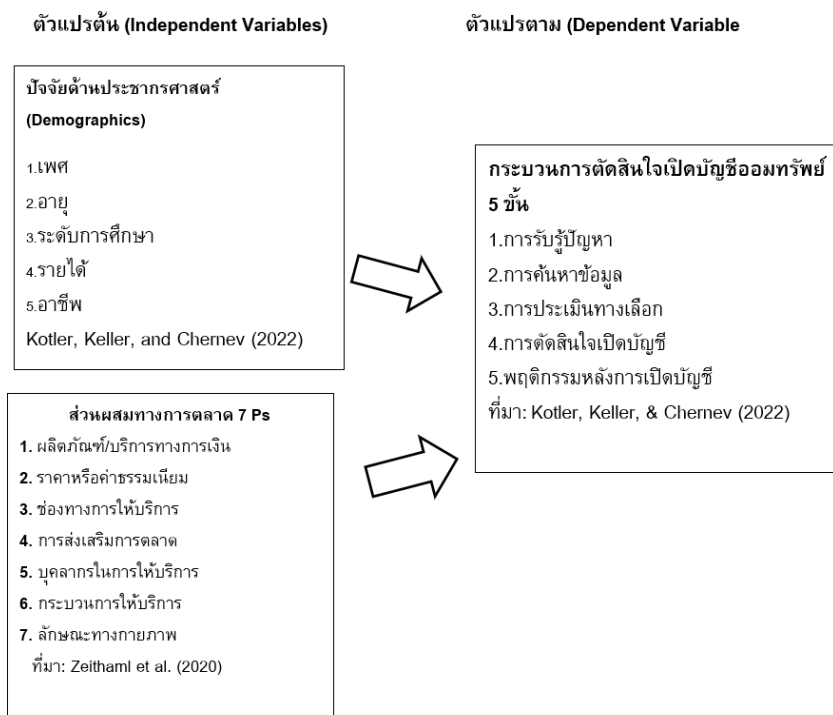 ตัวแปรต้น (Independent Variables)
ตัวแปรตาม (Dependent Variable
ปัจจัยด้านประชากรศาสตร์
(Demographics)
1.เพศ
2.อายุ
3.ระดับการศึกษา
4.รายได้
5.อาชีพ
Kotler, Keller, and Chernev (2022)
ส่วนผสมทางการตลาด 7 Ps
1. ผลิตภัณฑ์/บริการทางการเงิน
2. ราคาหรือค่าธรรมเนียม
3. ช่องทางการให้บริการ
4. การส่งเสริมการตลาด
5. บุคลากรในการให้บริการ
6. กระบวนการให้บริการ
7. ลักษณะทางกายภาพ
ที่มา: Zeithaml et al. (2020)
กระบวนการตัดสินใจเปิดบัญชีออมทรัพย์
5 ขั้น
1.การรับรู้ปัญหา
2.การค้นหาข้อมูล
3.การประเมินทางเลือก
4.การตัดสินใจเปิดบัญชี
5.พฤติกรรมหลังการเปิดบัญชี
ที่มา: Kotler, Keller, & Chernev (2022)